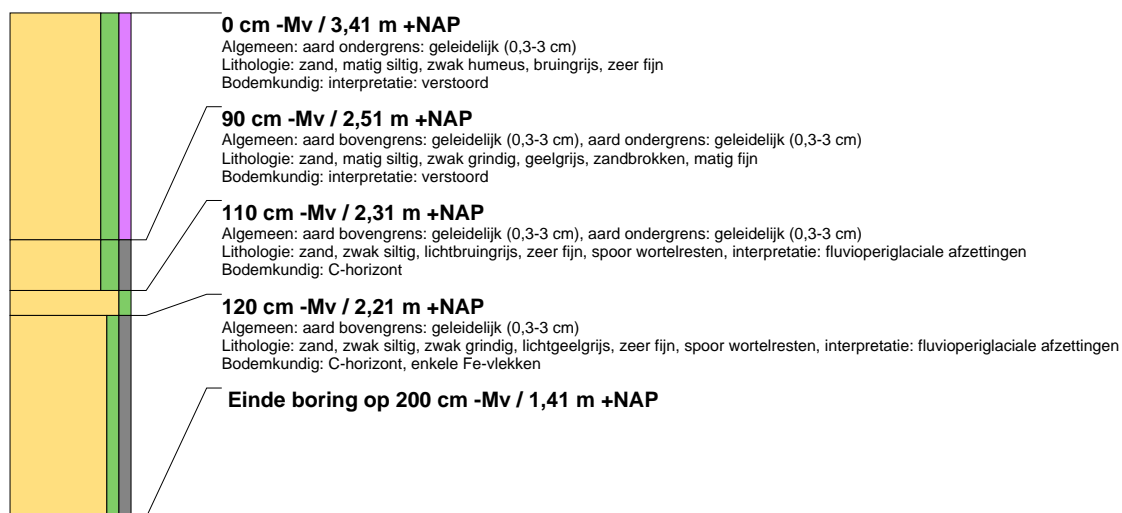 0 cm -Mv / 3,41 m +NAP
Algemeen: aard ondergrens: geleidelijk (0,3-3 cm)
Lithologie: zand, matig siltig, zwak humeus, bruingrijs, zeer fijn
Bodemkundig: interpretatie: verstoord
90 cm -Mv / 2,51 m +NAP
Algemeen: aard bovengrens: geleidelijk (0,3-3 cm), aard ondergrens: geleidelijk (0,3-3 cm)
Lithologie: zand, matig siltig, zwak grindig, geelgrijs, zandbrokken, matig fijn
Bodemkundig: interpretatie: verstoord
110 cm -Mv / 2,31 m +NAP
Algemeen: aard bovengrens: geleidelijk (0,3-3 cm), aard ondergrens: geleidelijk (0,3-3 cm)
Lithologie: zand, zwak siltig, lichtbruingrijs, zeer fijn, spoor wortelresten, interpretatie: fluvioperiglaciale afzettingen
Bodemkundig: C-horizont
120 cm -Mv / 2,21 m +NAP
Algemeen: aard bovengrens: geleidelijk (0,3-3 cm)
Lithologie: zand, zwak siltig, zwak grindig, lichtgeelgrijs, zeer fijn, spoor wortelresten, interpretatie: fluvioperiglaciale afzettingen
Bodemkundig: C-horizont, enkele Fe-vlekken
Einde boring op 200 cm -Mv / 1,41 m +NAP